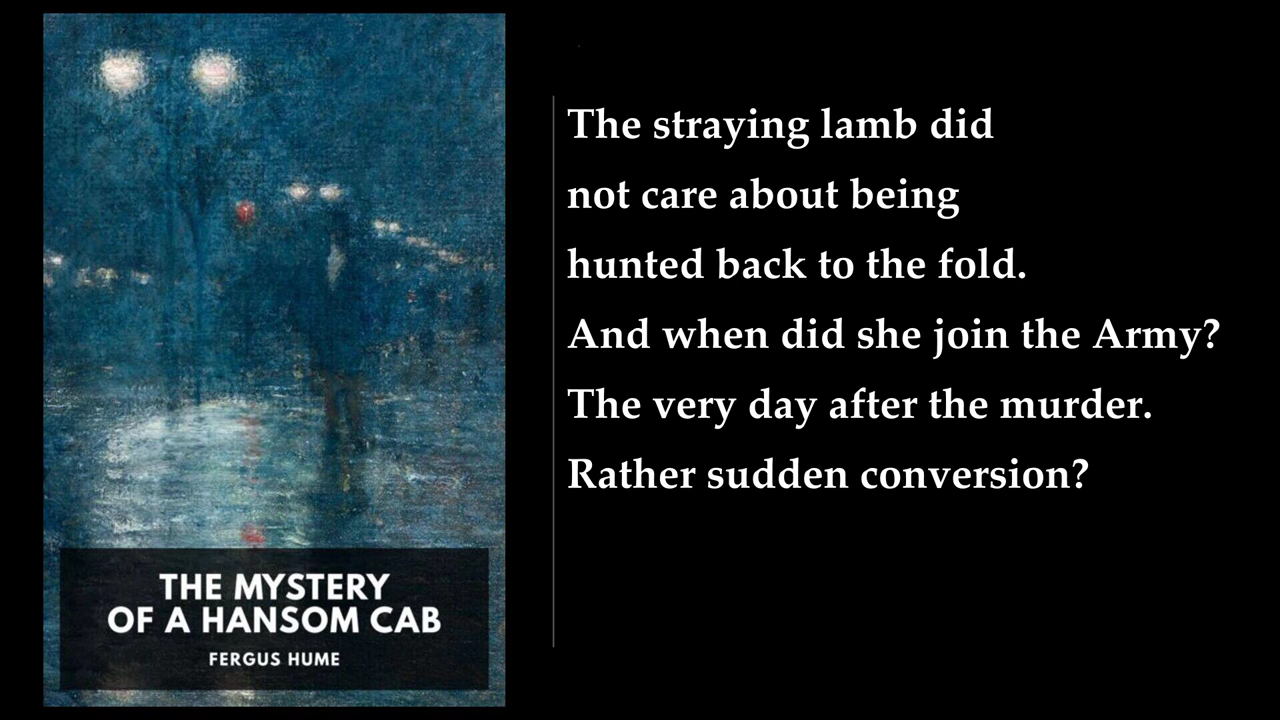 THE MYSTERY
OF A HANSOM CAB
FERGUS HUME
The straying lamb did
not care about being
hunted back to the fold.
And when did she join the Army?
The very day after the murder.
Rather sudden conversion?